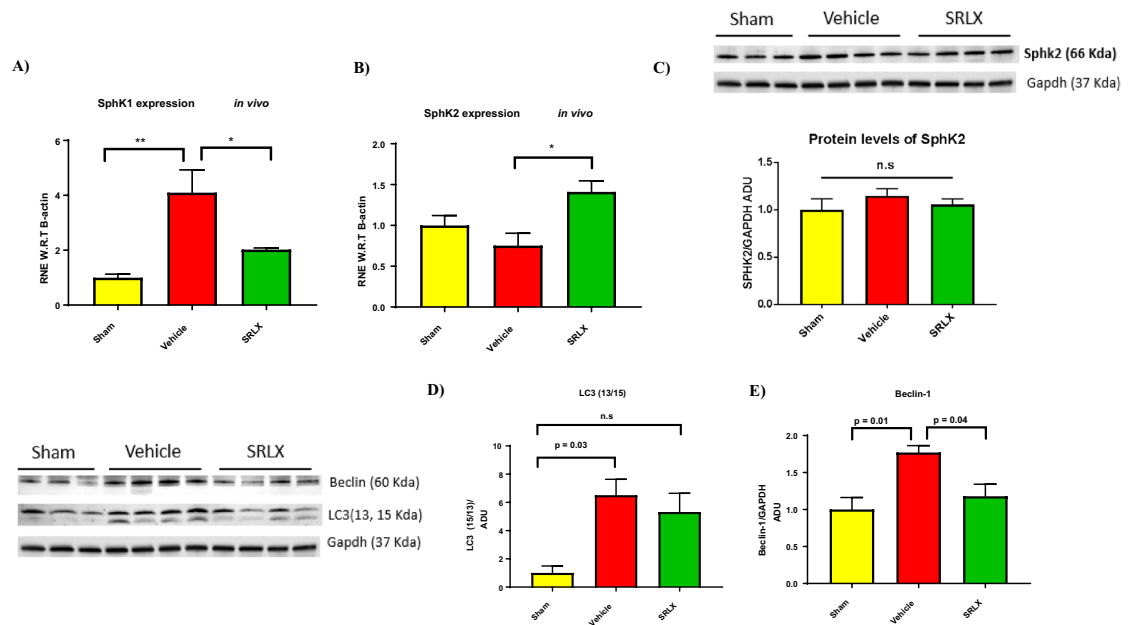 A)
SphK1 expression in vivo
RNE W.R.T B-actin
6
4
2
0
**
*
Sham
Vehicle
SRLX
B)
SphK2 expression in vivo
RNE W.R.T B-actin
2.0
1.5
1.0
0.5
0.0
*
Sham
Vehicle
SRLX
C)
Sham Vehicle SRLX
Sphk2 (66 Kda)
Gapdh (37 Kda)
Protein levels of SphK2
SPHK2/GAPDH ADU
1.5
1.0
0.5
0.0
n.s
Sham
Vehicle
SRLX
Sham Vehicle SRLX
Beclin (60 Kda)
LC3(13, 15 Kda)
Gapdh (37 Kda)
D)
LC3 (13/15)
n.s
p = 0.03
LC3 (15/13)/
ADU
10
8
6
4
2
0
Sham
Vehicle
SRLX
E)
Beclin-1
p = 0.01 p = 0.04
Beclin-1/GAPDH
ADU
2.0
1.5
1.0
0.5
0.0
Sham
Vehicle
SRLX